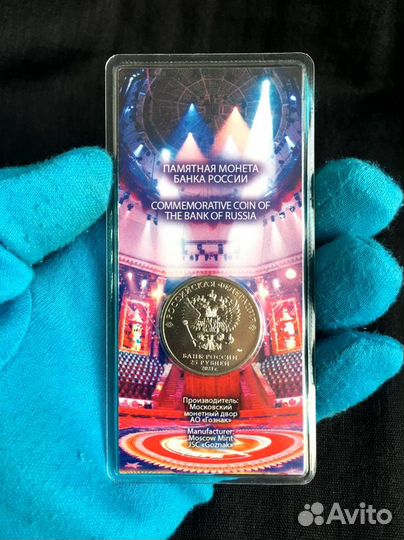 ПАМЯТНАЯ МОНЕТА
БАНКА РОССИИ
COMMEMORATIVE COIN OF
THE BANK OF RUSSIA
РОССИЙСКАЯ ФЕДЕРАЦИЯ
БАНК РОССИИ
25 РУБЛЕЙ
2023 г.
Производитель:
Московский
монетный двор
АО «Гознак»
Manufacturer:
Moscow Mint
JSC «Goznak»
Avito